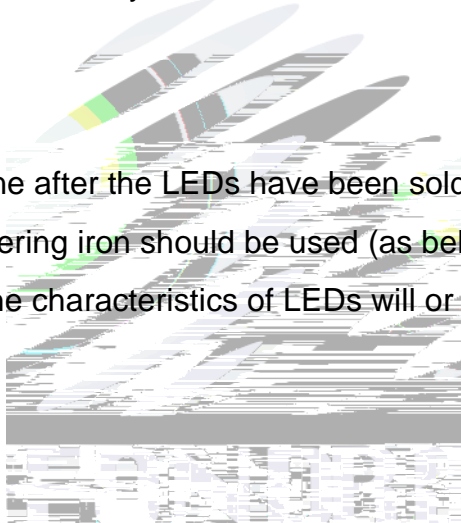 ne after the LEDs have been sold
ering iron should be used (as bel
he characteristics of LEDs will or